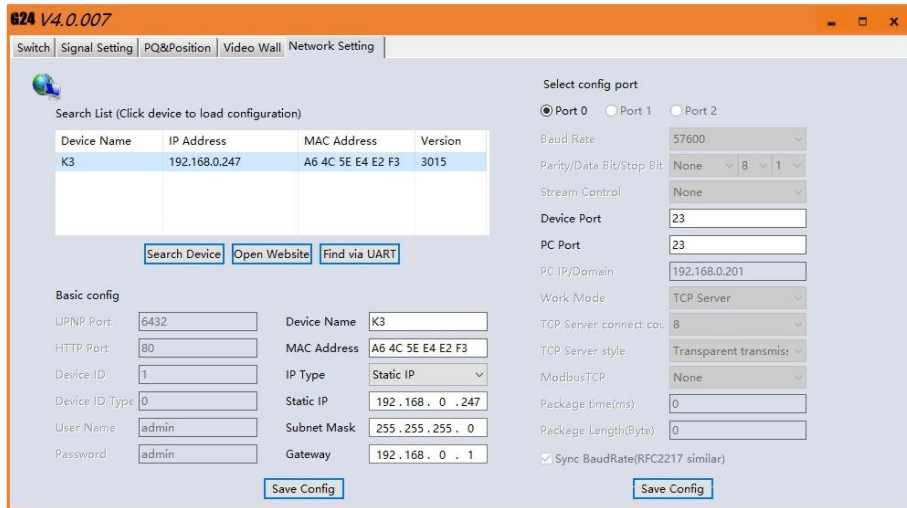 G24 V4.0.007
Switch Signal Setting PQ&Position Video Wall Network Setting
Search List (Click device to load configuration)
Device Name IP Address MAC Address Version
K3 192.168.0.247 A6 4C 5E E4 E2 F3 3015
Search Device Open Website Find via UART
Basic config
UPNP Port 6432
HTTP Port 80
Device ID 1
Device ID Type 0
User Name admin
Password admin
Device Name K3
MAC Address A6 4C 5E E4 E2 F3
IP Type Static IP
Static IP 192.168. 0 .247
Subnet Mask 255.255.255. 0
Gateway 192.168. 0 . 1
Save Config
Select config port
Port 0 Port 1 Port 2
Baud Rate 57600
Parity/Data Bit/Stop Bit None 8 1
Stream Control None
Device Port 23
PC Port 23
PC IP/Domain 192.168.0.201
Work Mode TCP Server
TCP Server connect cou 8
TCP Server style Transparent transmis:
ModbusTCP None
Package time(ms) 0
Package Length(Byte) 0
Sync BaudRate(RFC2217 similar)
Save Config